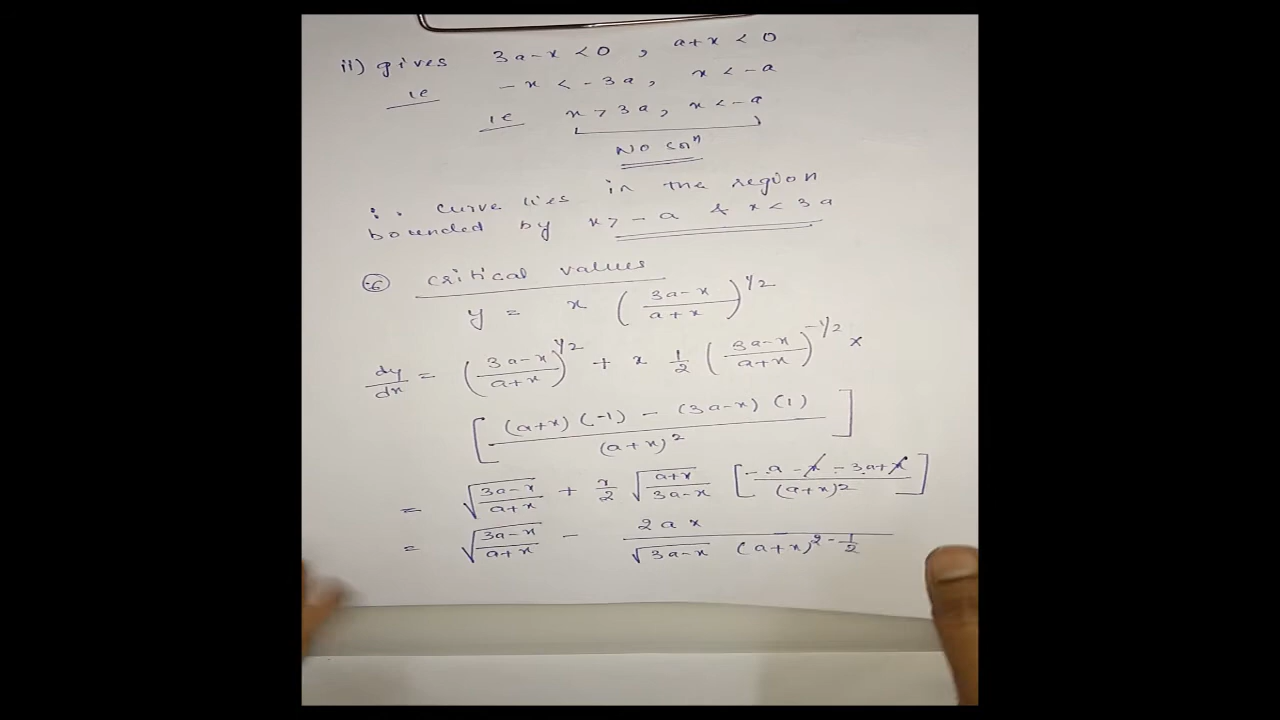 ii) gives 3a-x < 0 , a+x < 0
ie -x < -3a, x < -a
ie x > 3a, x < -a
No solⁿ
∴ curve lies in the region
bounded by x > -a & x < 3a
⑥ critical values
y = x ( (3a-x)/(a+x) )^1/2
dy/dx = ( (3a-x)/(a+x) )^1/2 + x 1/2 ( (3a-x)/(a+x) )^-1/2 ×
[ ((a+x)(-1) - (3a-x)(1))/(a+x)² ]
= √((3a-x)/(a+x)) + x/2 √((a+x)/(3a-x)) [ (-a-x-3a+x)/(a+x)² ]
= √((3a-x)/(a+x)) - 2ax/(√(3a-x) (a+x)^(2-1/2))